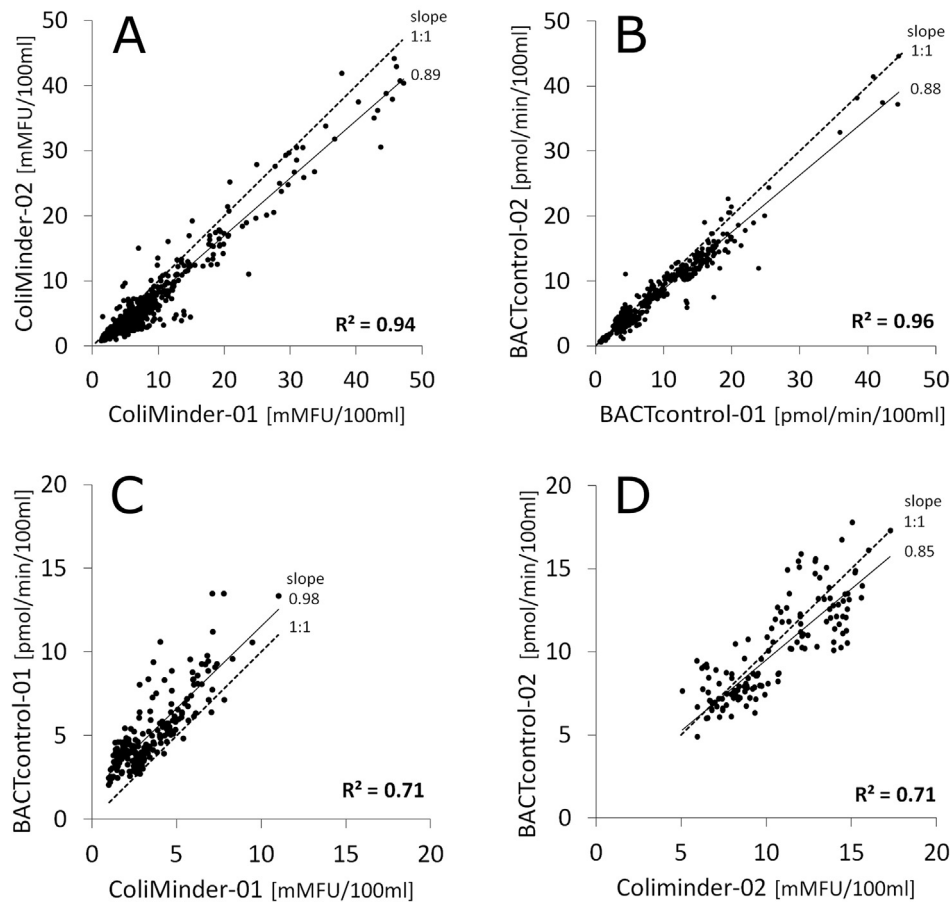 A
slope
1:1
0.89
ColiMinder-02 [mMFU/100ml]
50
40
30
20
10
0
R² = 0.94
0 10 20 30 40 50
ColiMinder-01 [mMFU/100ml]
B
slope
1:1
0.88
BACTcontrol-02 [pmol/min/100ml]
50
40
30
20
10
0
R² = 0.96
0 10 20 30 40 50
BACTcontrol-01 [pmol/min/100ml]
C
slope
0.98
1:1
BACTcontrol-01 [pmol/min/100ml]
20
15
10
5
0
R² = 0.71
0 5 10 15 20
ColiMinder-01 [mMFU/100ml]
D
slope
1:1
0.85
BACTcontrol-02 [pmol/min/100ml]
20
15
10
5
0
R² = 0.71
0 5 10 15 20
Coliminder-02 [mMFU/100ml]